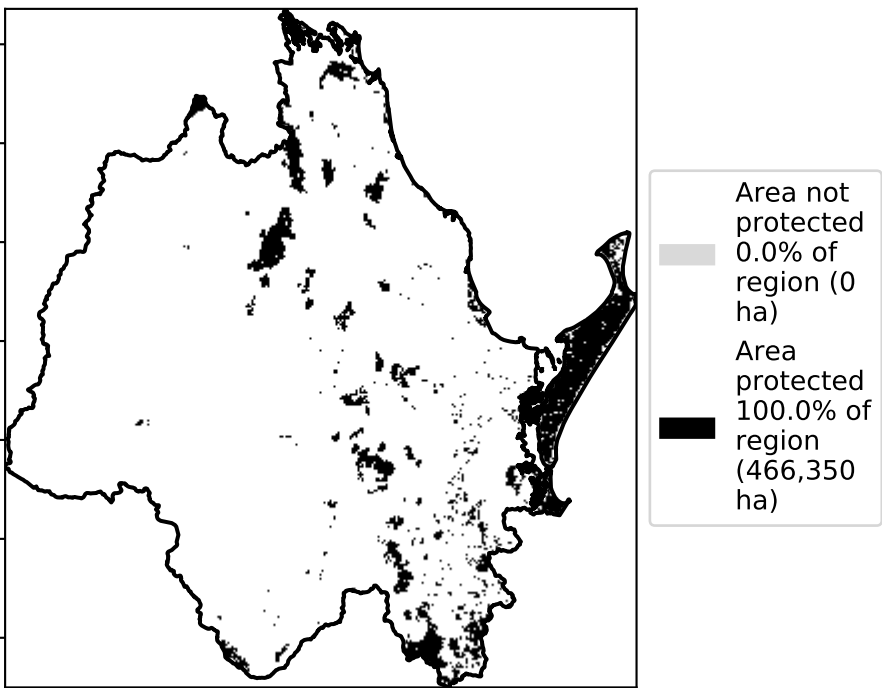 Area not
protected
0.0% of
region (0
ha)
Area
protected
100.0% of
region
(466,350
ha)